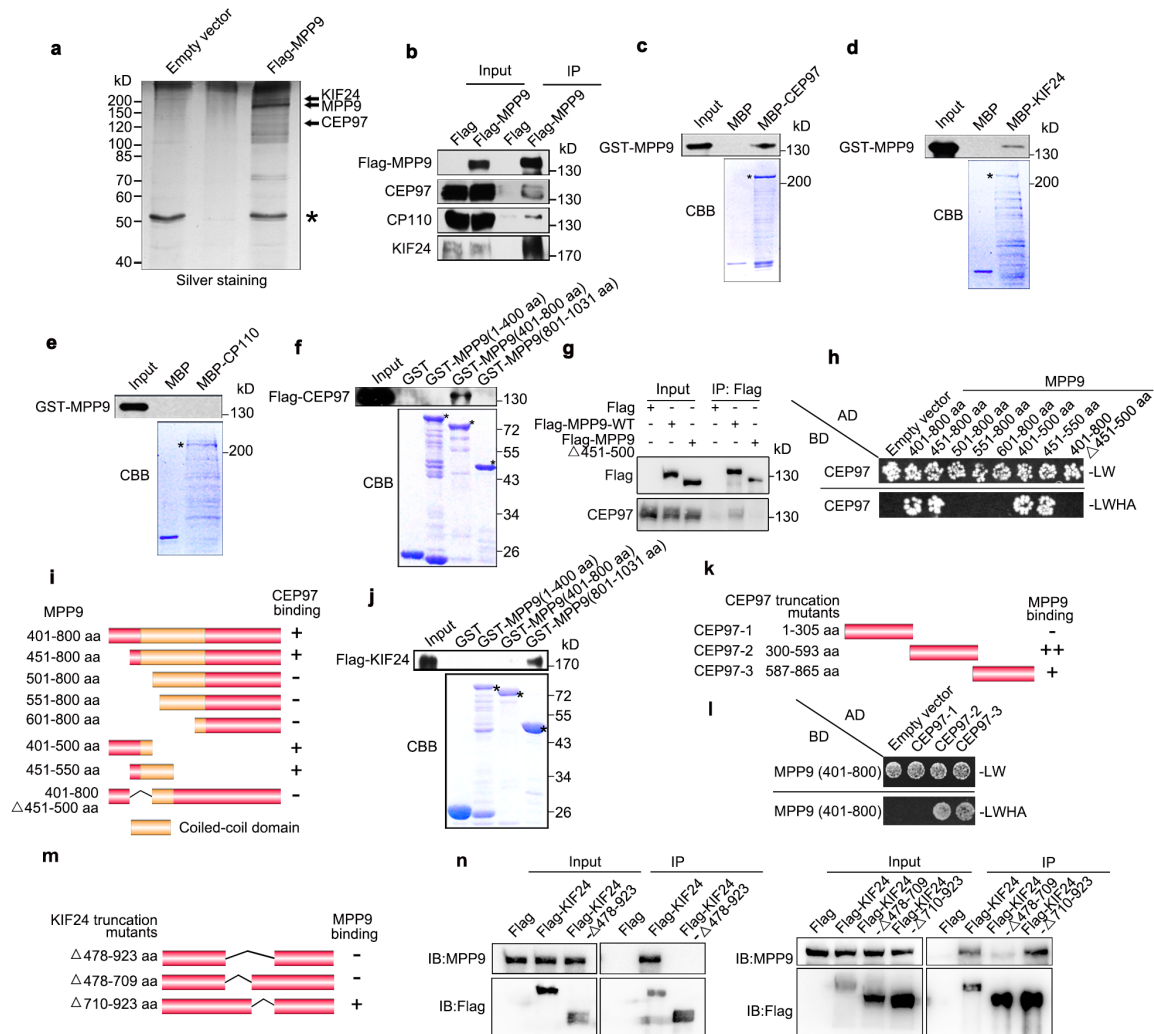 a
Empty vector
Flag-MPP9
kD
200
150
120
100
85
70
60
50
40
KIF24
MPP9
CEP97
*
Silver staining
b
Input
IP
Flag
Flag-MPP9
Flag
Flag-MPP9
kD
Flag-MPP9
130
CEP97
130
CP110
130
KIF24
170
c
Input
MBP
MBP-CEP97
kD
GST-MPP9
130
*
200
CBB
d
Input
MBP
MBP-KIF24
kD
GST-MPP9
130
*
200
CBB
e
Input
MBP
MBP-CP110
kD
GST-MPP9
130
*
200
CBB
f
Input
GST
GST-MPP9(1-400 aa)
GST-MPP9(401-800 aa)
GST-MPP9(801-1031 aa)
kD
Flag-CEP97
130
* * *
72
55
43
34
26
CBB
g
Input
IP: Flag
Flag + - - + - -
Flag-MPP9-WT - + - - + -
Flag-MPP9 △451-500 - - + - - +
kD
Flag
130
CEP97
130
h
MPP9
AD
BD
Empty vector
401-800 aa
451-800 aa
501-800 aa
551-800 aa
601-800 aa
401-500 aa
451-550 aa
401-800
△451-500 aa
CEP97
-LW
CEP97
-LWHA
i
MPP9
CEP97 binding
401-800 aa +
451-800 aa +
501-800 aa -
551-800 aa -
601-800 aa -
401-500 aa +
451-550 aa +
401-800
△451-500 aa -
Coiled-coil domain
j
Input
GST
GST-MPP9(1-400 aa)
GST-MPP9(401-800 aa)
GST-MPP9(801-1031 aa)
kD
Flag-KIF24
170
* * *
72
55
43
34
26
CBB
k
CEP97 truncation
mutants
MPP9
binding
CEP97-1 1-305 aa -
CEP97-2 300-593 aa ++
CEP97-3 587-865 aa +
l
AD
BD
Empty vector
CEP97-1
CEP97-2
CEP97-3
MPP9 (401-800)
-LW
MPP9 (401-800)
-LWHA
m
KIF24 truncation
mutants
MPP9
binding
△478-923 aa -
△478-709 aa -
△710-923 aa +
n
Input
IP
Flag
Flag-KIF24
Flag-KIF24
-△478-923
Flag
Flag-KIF24
Flag-KIF24
-△478-923
IB:MPP9
IB:Flag
Input
IP
Flag
Flag-KIF24
Flag-KIF24
-△478-709
Flag-KIF24
-△710-923
Flag
Flag-KIF24
Flag-KIF24
-△478-709
Flag-KIF24
-△710-923
IB:MPP9
IB:Flag